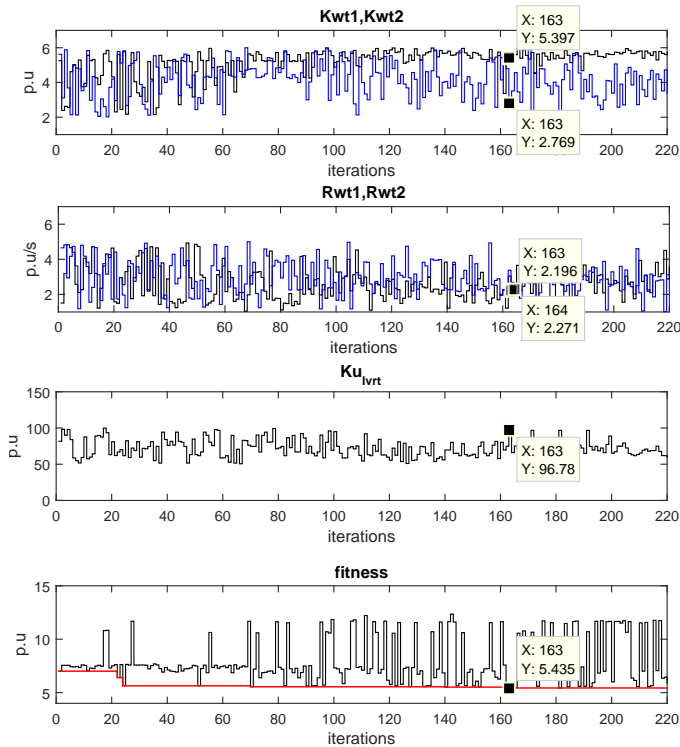 Kwt1,Kwt2
p.u
6
4
2
X: 163
Y: 5.397
X: 163
Y: 2.769
0 20 40 60 80 100 120 140 160 180 200 220
iterations
Rwt1,Rwt2
p.u/s
6
4
2
X: 163
Y: 2.196
X: 164
Y: 2.271
0 20 40 60 80 100 120 140 160 180 200 220
iterations
Ku lvrt
p.u
150
100
50
0
X: 163
Y: 96.78
0 20 40 60 80 100 120 140 160 180 200 220
iterations
fitness
p.u
15
10
5
X: 163
Y: 5.435
0 20 40 60 80 100 120 140 160 180 200 220
iterations